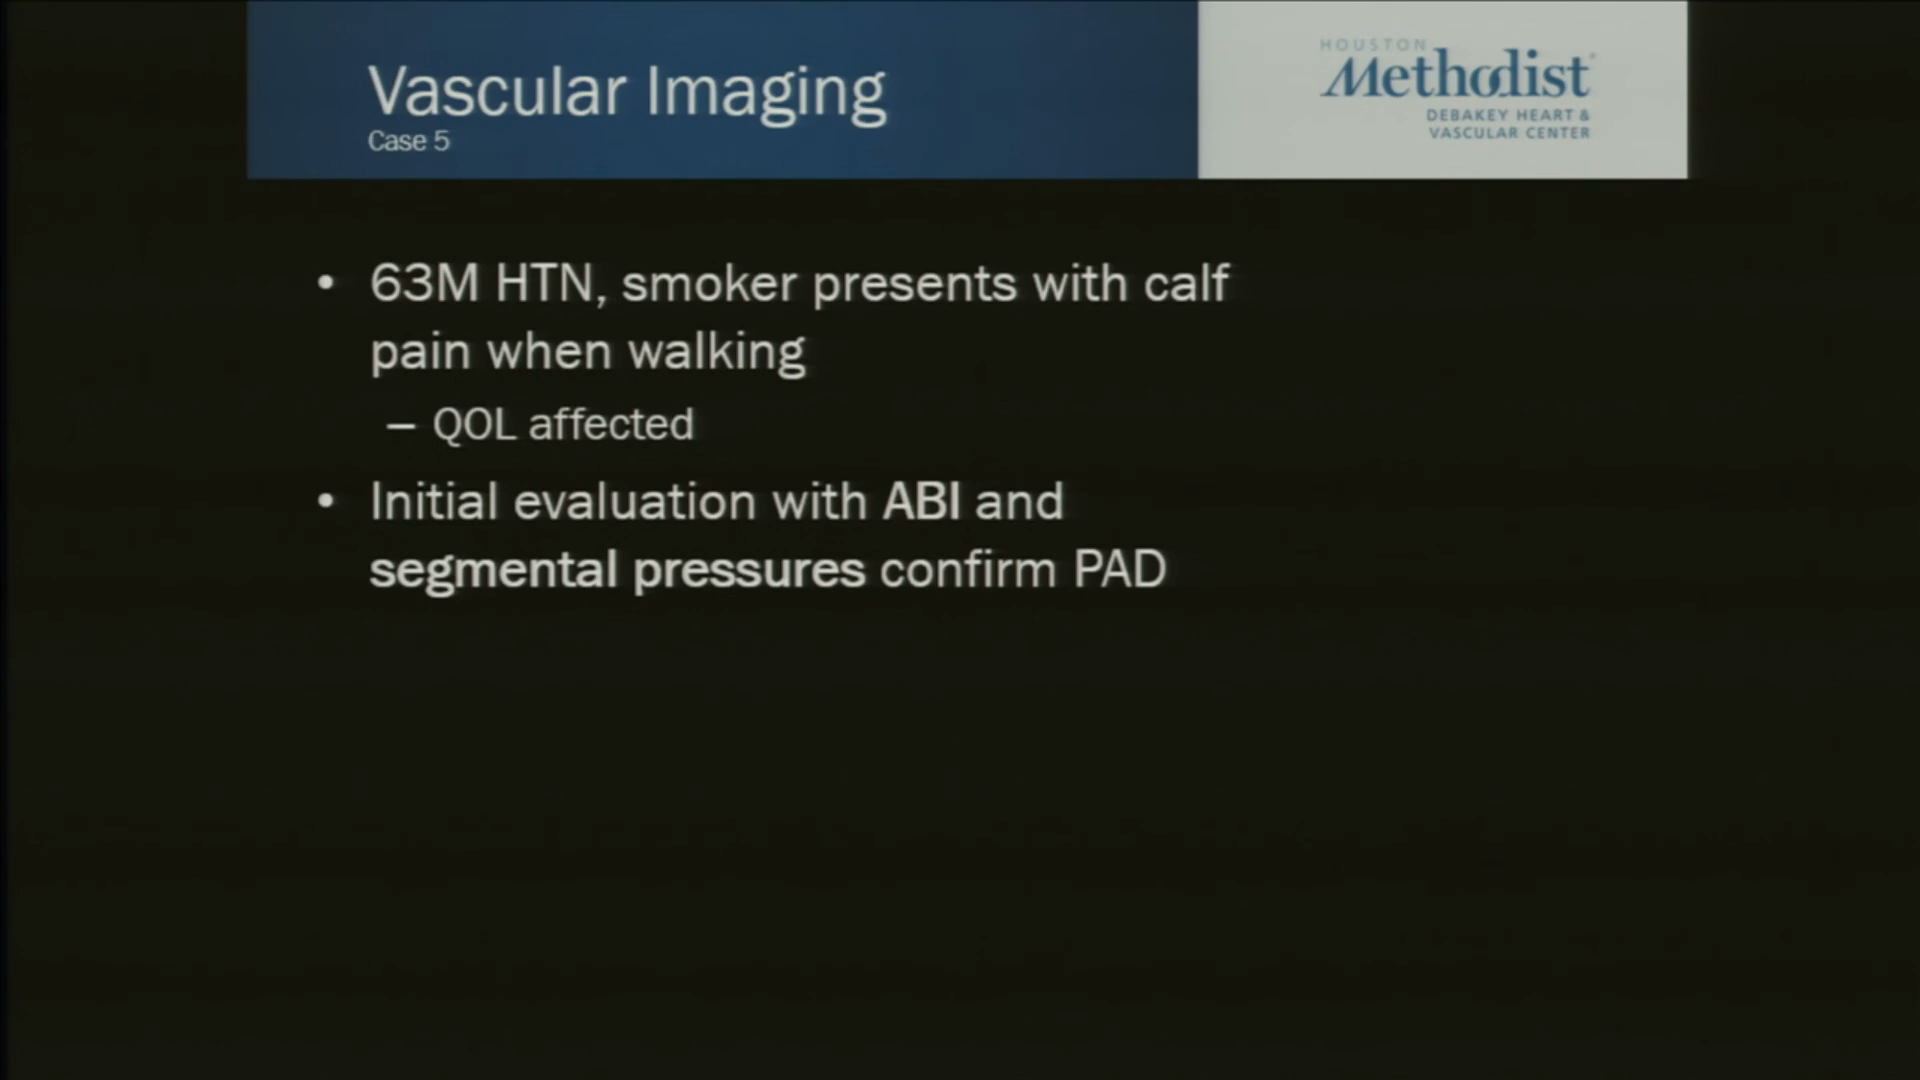 Vascular Imaging
Case 5
HOUSTON
Methodist
DEBAKEY HEART &
VASCULAR CENTER
• 63M HTN, smoker presents with calf
pain when walking
– QOL affected
• Initial evaluation with ABI and
segmental pressures confirm PAD